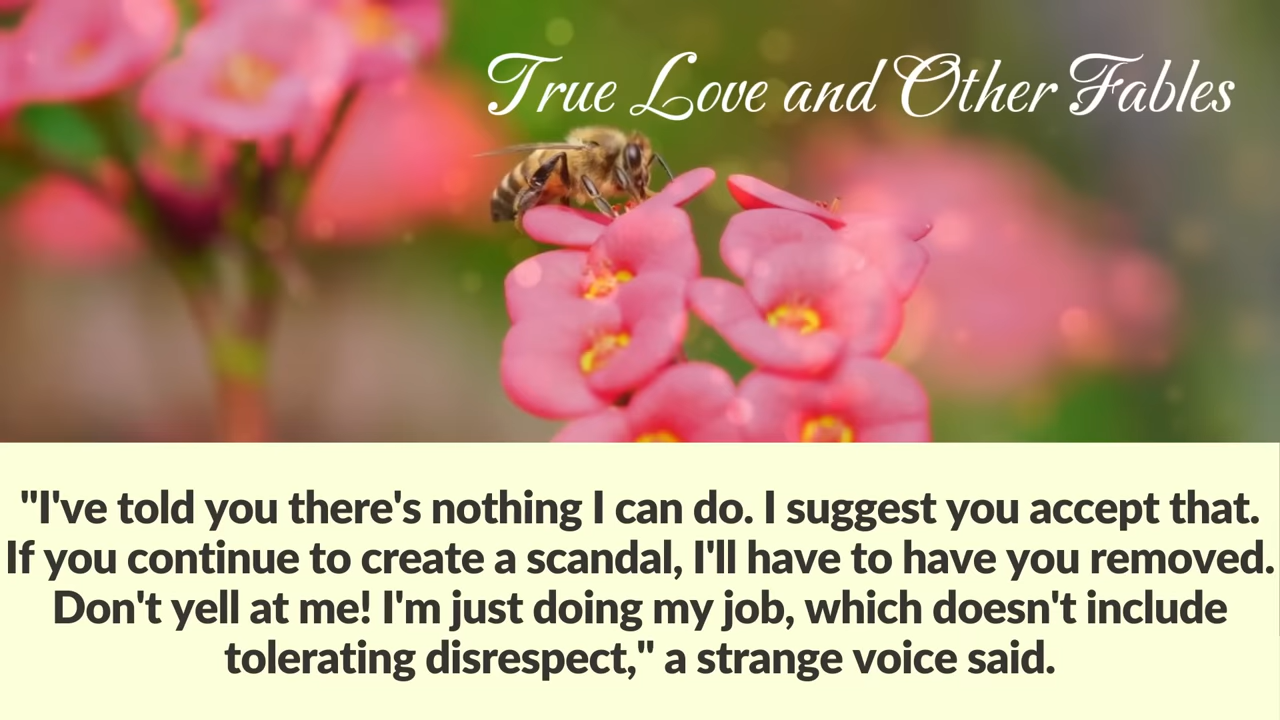 True Love and Other Fables
"I've told you there's nothing I can do. I suggest you accept that.
If you continue to create a scandal, I'll have to have you removed.
Don't yell at me! I'm just doing my job, which doesn't include
tolerating disrespect," a strange voice said.